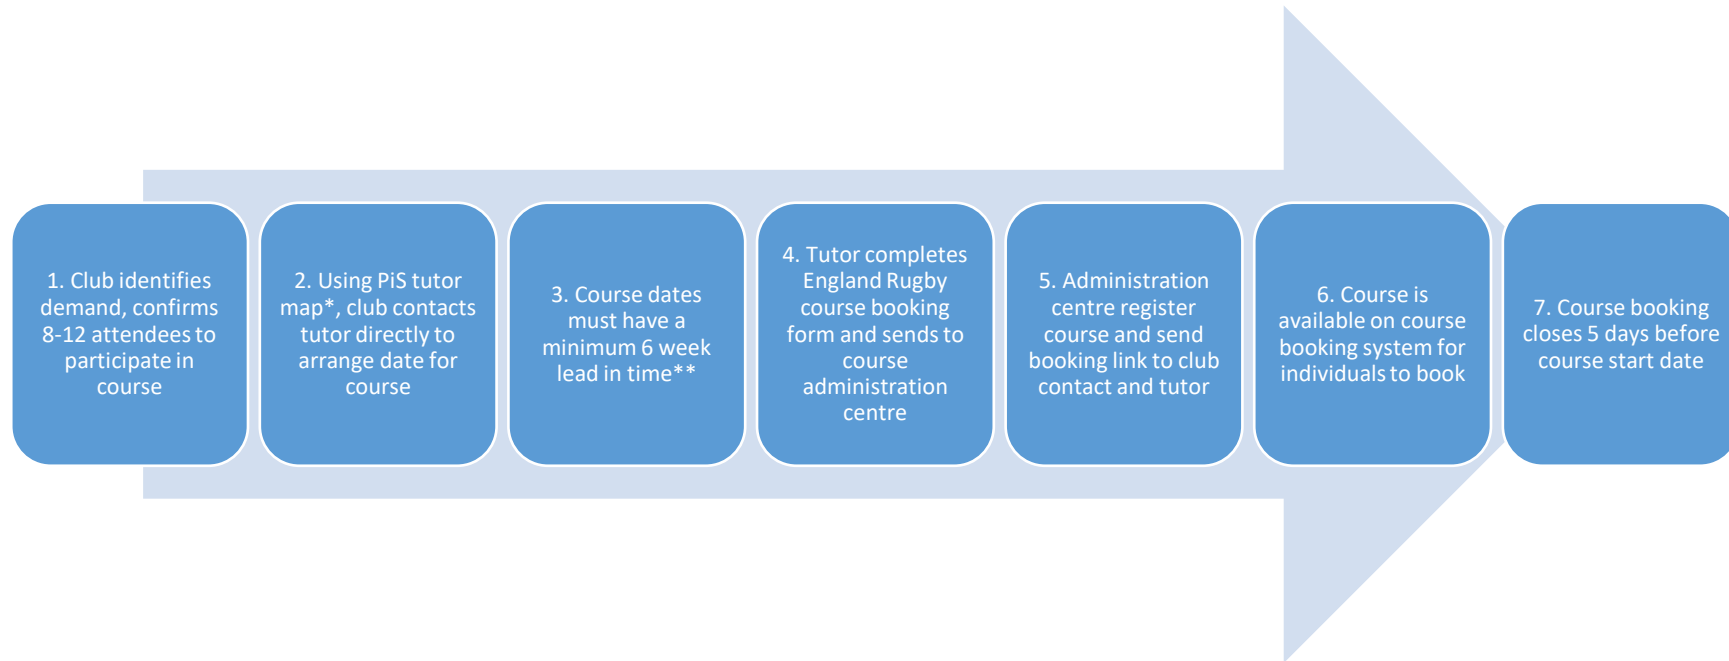 1. Club identifies
demand, confirms
8-12 attendees to
participate in
course
2. Using PiS tutor
map*, club contacts
tutor directly to
arrange date for
course
3. Course dates
must have a
minimum 6 week
lead in time**
4. Tutor completes
England Rugby
course booking
form and sends to
course
administration
centre
5. Administration
centre register
course and send
booking link to club
contact and tutor
6. Course is
available on course
booking system for
individuals to book
7. Course booking
closes 5 days before
course start date